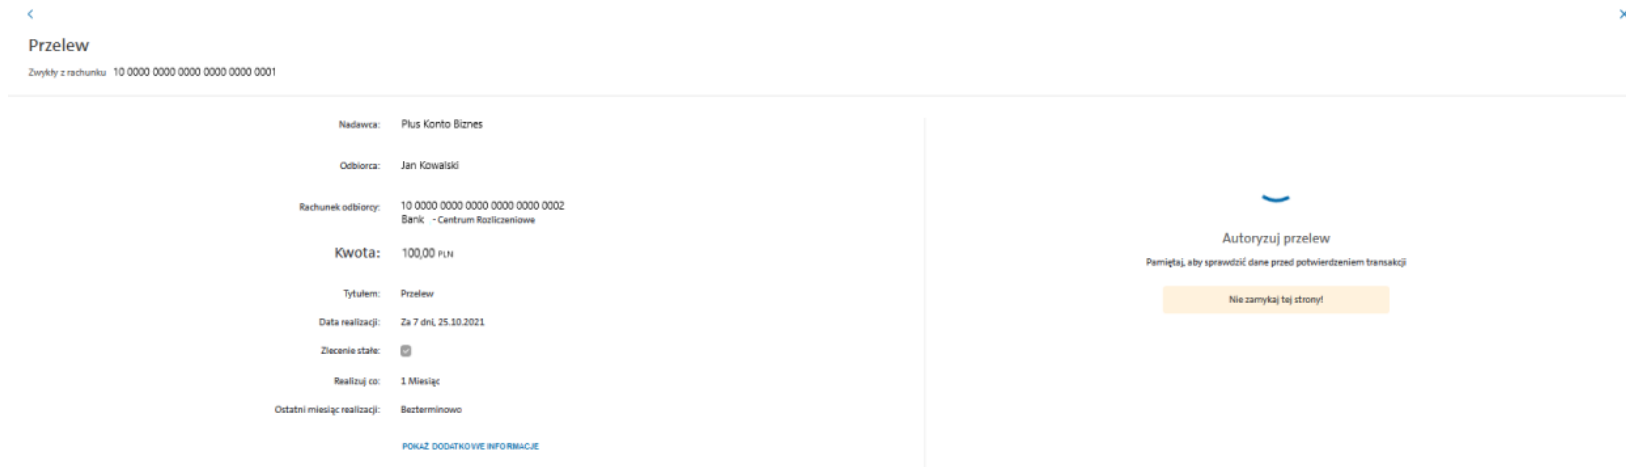 Przelew
Zwykły z rachunku 10 0000 0000 0000 0000 0000 0001
Nadawca: Plus Konto Biznes
Odbiorca: Jan Kowalski
Rachunek odbiorcy: 10 0000 0000 0000 0000 0000 0002
Bank - Centrum Rozliczeniowe
Kwota: 100,00 PLN
Tytułem: Przelew
Data realizacji: Za 7 dni, 25.10.2021
Zlecenie stałe:
Realizuj co: 1 Miesiąc
Ostatni miesiąc realizacji: Bezterminowo
POKAŻ DODATKOWE INFORMACJE
Autoryzuj przelew
Pamiętaj, aby sprawdzić dane przed potwierdzeniem transakcji
Nie zamykaj tej strony!